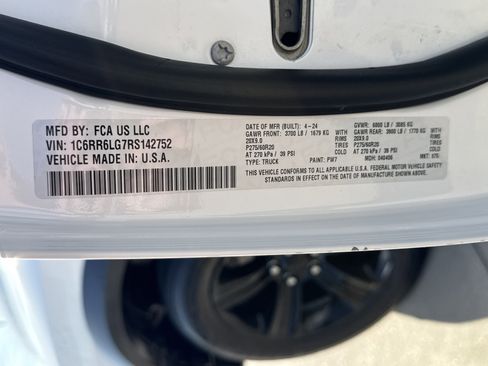 MFD BY: FCA US LLC
VIN: 1C6RR6LG7RS142752
VEHICLE MADE IN: U.S.A.
DATE OF MFR (BUILT): 4-24 GVWR: 6800 LB / 3085 KG
GAWR FRONT: 3700 LB / 1679 KG WITH GAWR REAR: 3900 LB / 1770 KG WITH
20X9.0 RIMS 20X9.0 RIMS
P275/60R20 TIRES P275/60R20 TIRES
AT 270 kPa / 39 PSI COLD AT 270 kPa / 39 PSI COLD
TYPE: TRUCK PAINT: PW7 MDH: 040406 MBT: 575-
THIS VEHICLE CONFORMS TO ALL APPLICABLE U.S.A. FEDERAL MOTOR VEHICLE SAFETY
STANDARDS IN EFFECT ON THE DATE OF MANUFACTURE SHOWN ABOVE.